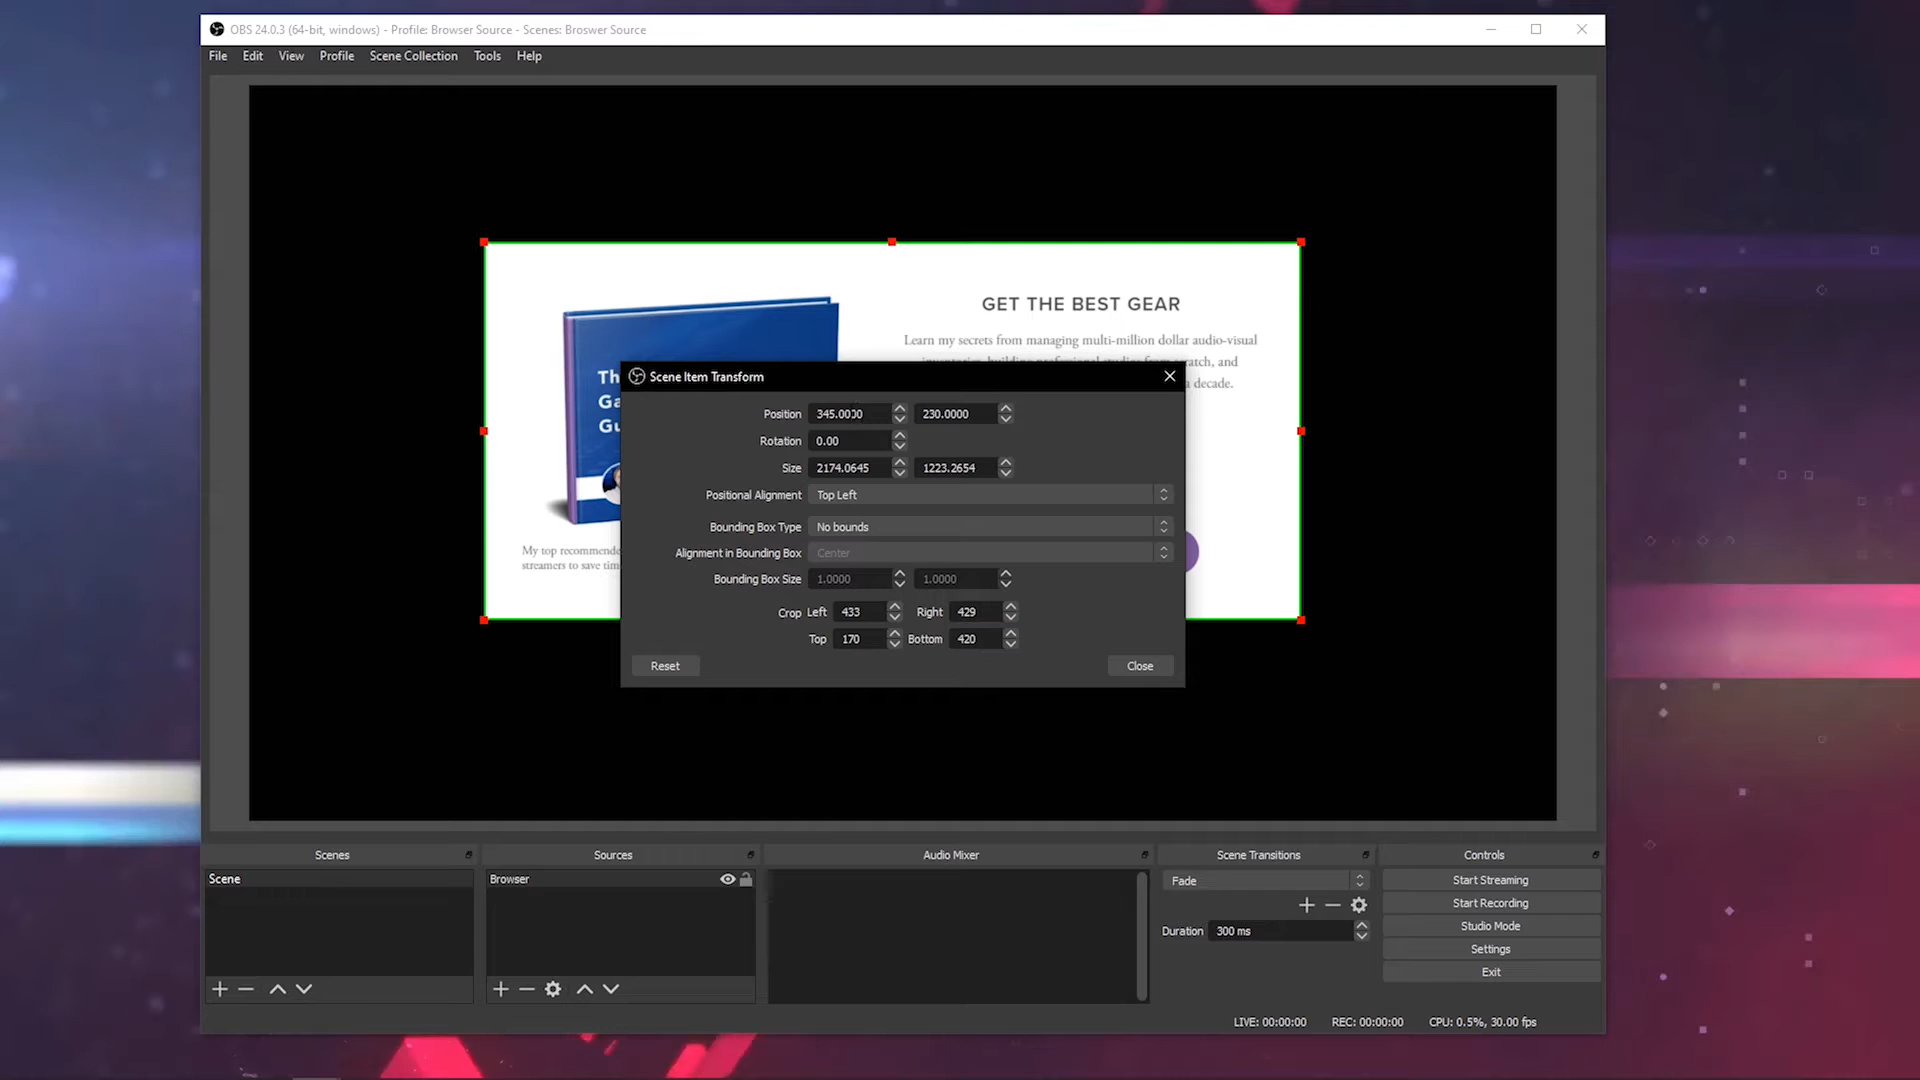 OBS 24.0.3 (64-bit, windows) - Profile: Browser Source - Scenes: Broswer Source
File Edit View Profile Scene Collection Tools Help
GET THE BEST GEAR
Learn my secrets from managing multi-million dollar audio-visual
inventories, building professional studios from scratch, and
a decade.
Th
Ga
Gu
My top recommende
streamers to save tim
Scene Item Transform
Position 345.0000 230.0000
Rotation 0.00
Size 2174.0645 1223.2654
Positional Alignment Top Left
Bounding Box Type No bounds
Alignment in Bounding Box Center
Bounding Box Size 1.0000 1.0000
Crop Left 433 Right 429
Top 170 Bottom 420
Reset Close
Scenes Sources Audio Mixer Scene Transitions Controls
Scene Browser Fade Start Streaming
Start Recording
Duration 300 ms Studio Mode
Settings
Exit
LIVE: 00:00:00 REC: 00:00:00 CPU: 0.5%, 30.00 fps